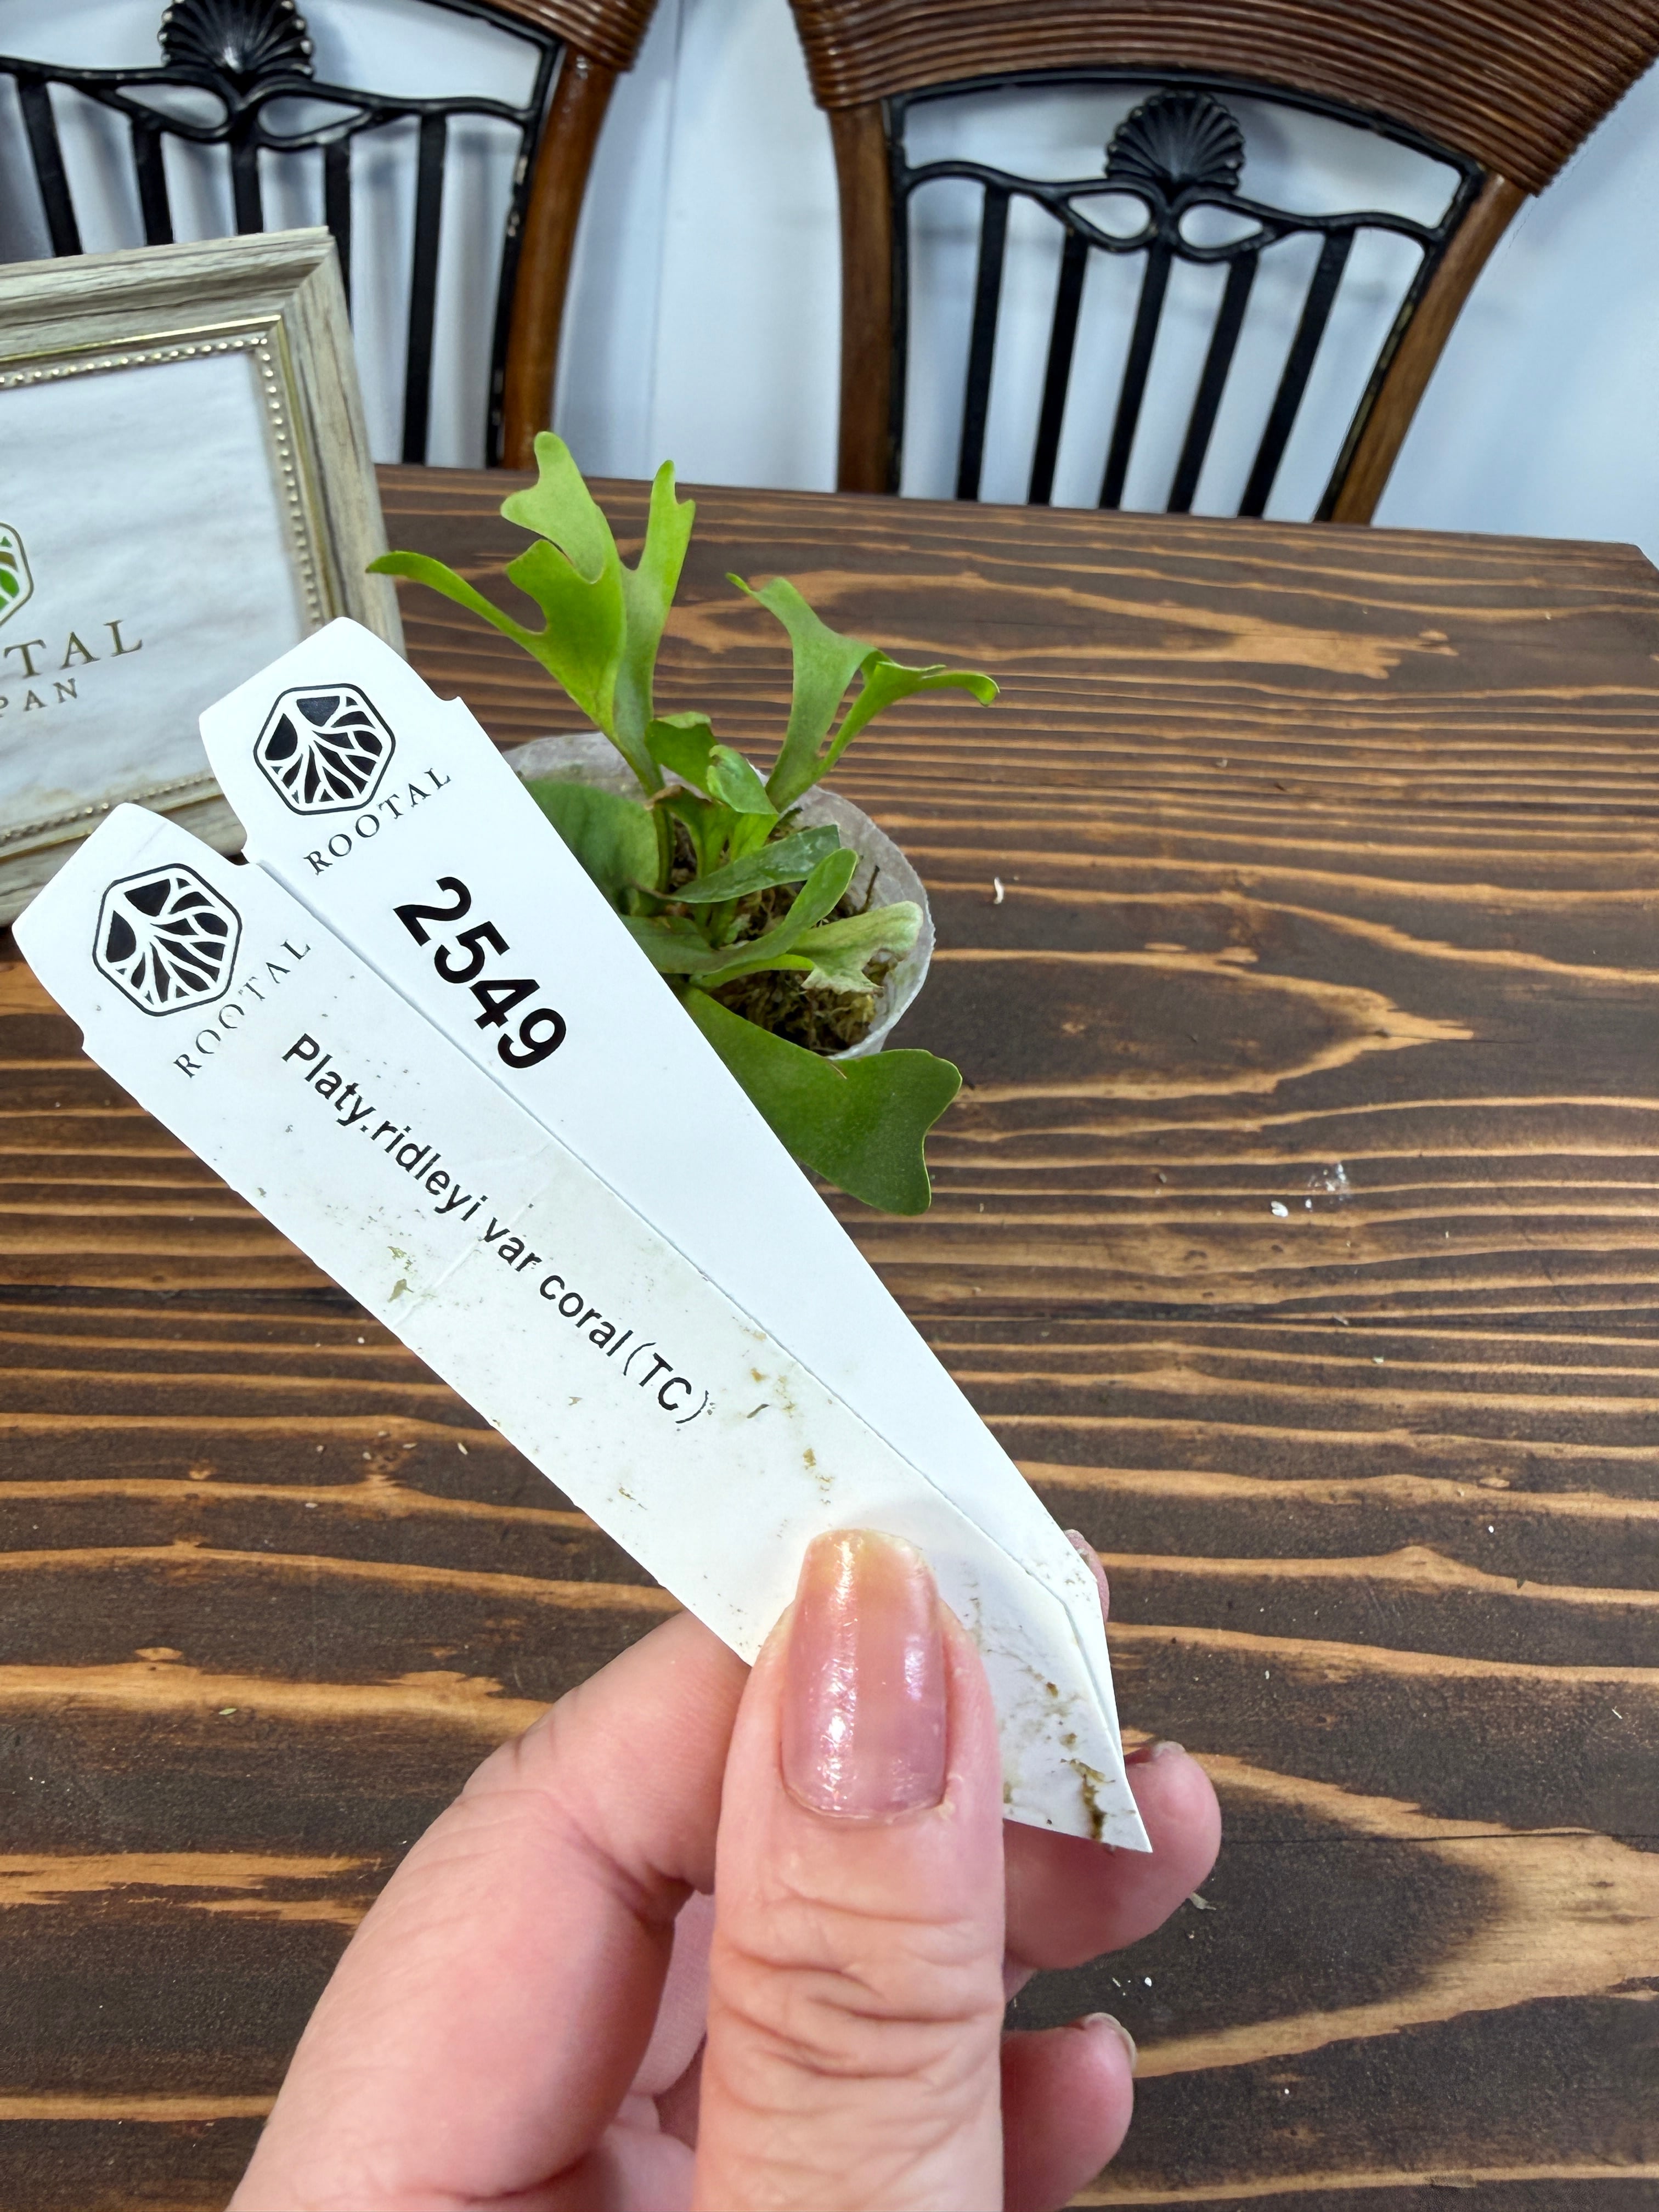 TAL
PAN
ROOTAL
2549
ROOTAL
Platy.ridleyi var coral(TC)